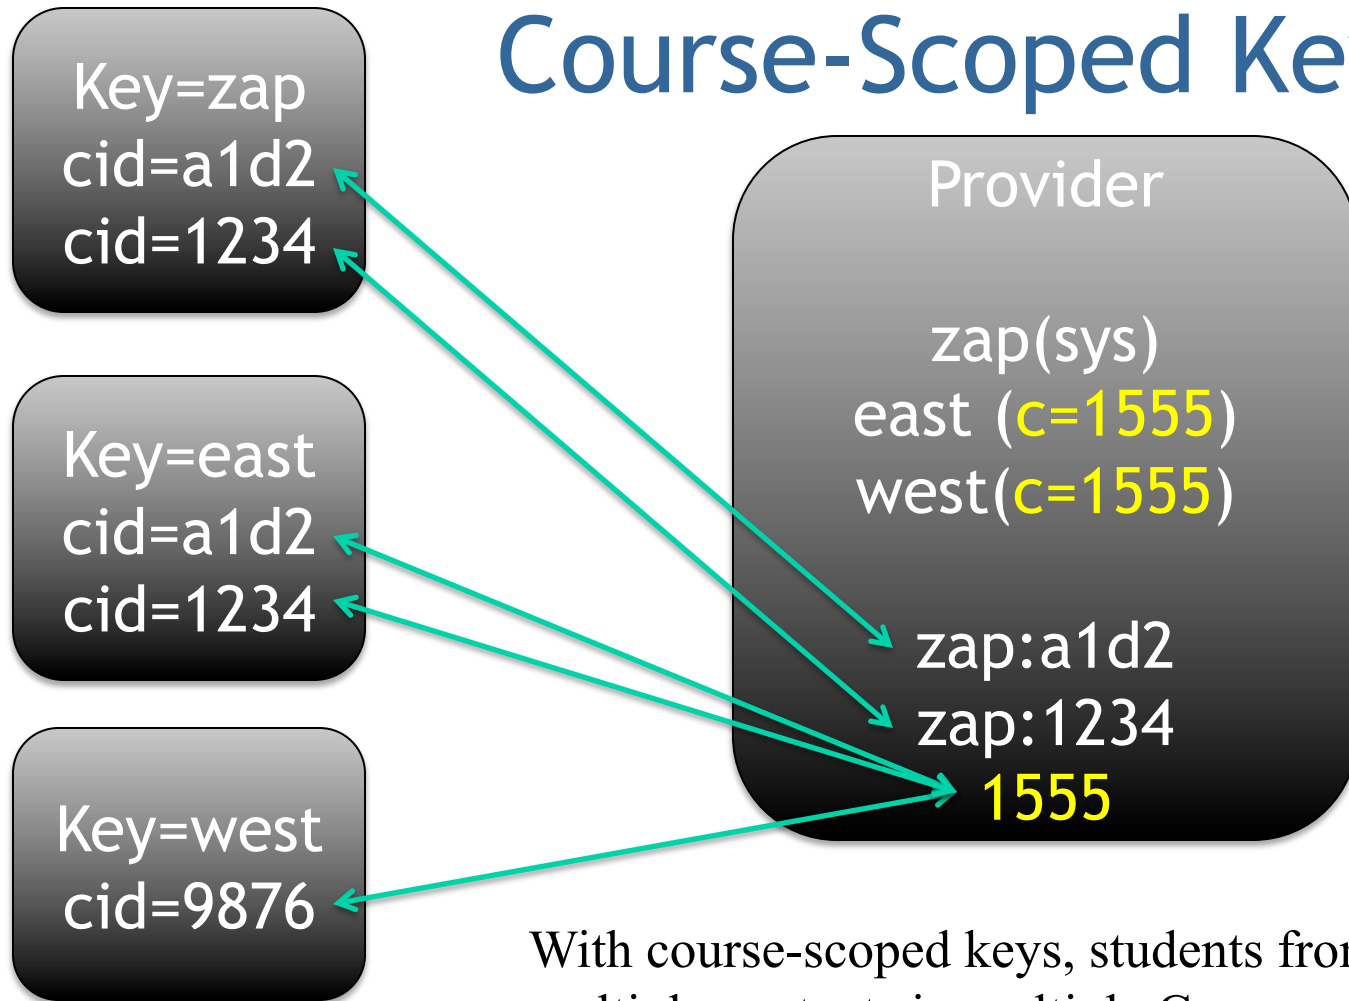 Course-Scoped Ke
Key=zap
cid=a1d2
cid=1234
Key=east
cid=a1d2
cid=1234
Key=west
cid=9876
Provider
zap(sys)
east (c=1555)
west(c=1555)
zap:a1d2
zap:1234
1555
With course-scoped keys, students from